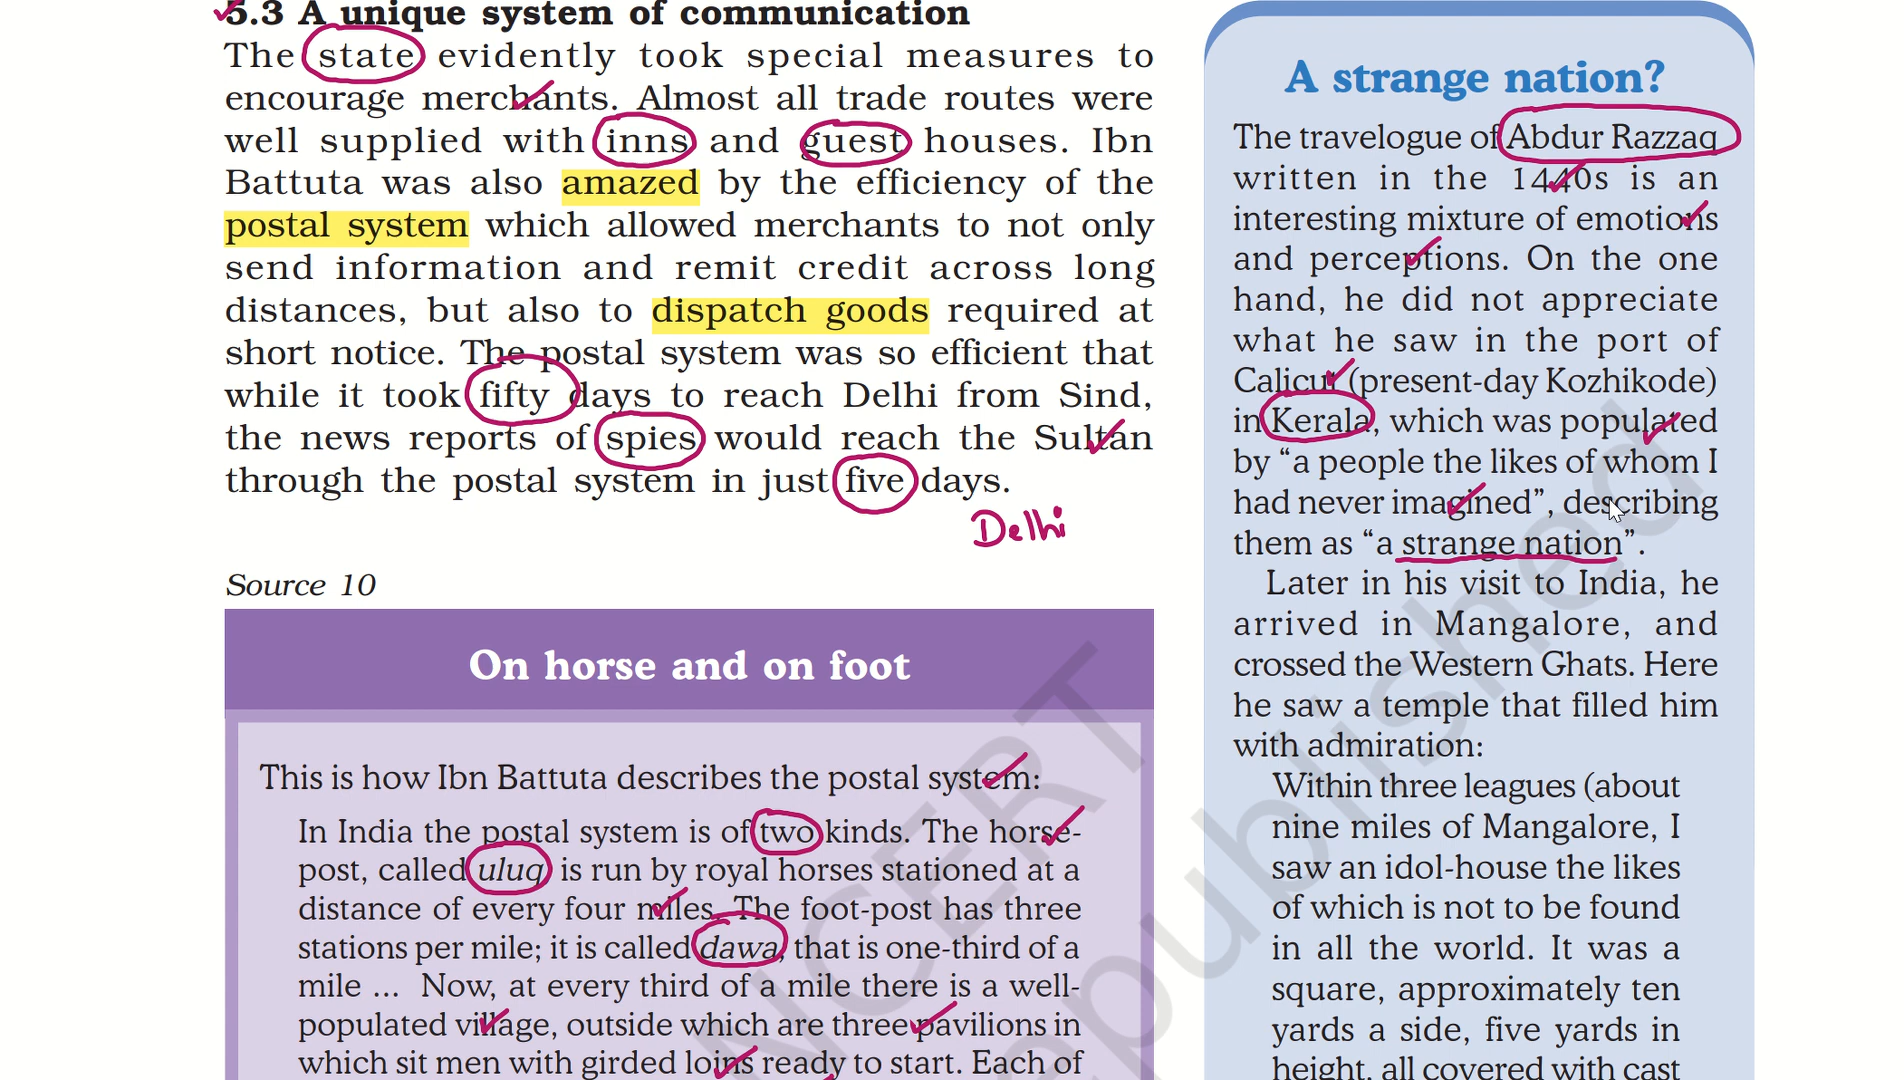 5.3 A unique system of communication
The state evidently took special measures to
encourage merchants. Almost all trade routes were
well supplied with inns and guest houses. Ibn
Battuta was also amazed by the efficiency of the
postal system which allowed merchants to not only
send information and remit credit across long
distances, but also to dispatch goods required at
short notice. The postal system was so efficient that
while it took fifty days to reach Delhi from Sind,
the news reports of spies would reach the Sultan
through the postal system in just five days.
Delhi
Source 10
On horse and on foot
This is how Ibn Battuta describes the postal system:
In India the postal system is of two kinds. The horse-
post, called uluq, is run by royal horses stationed at a
distance of every four miles. The foot-post has three
stations per mile; it is called dawa, that is one-third of a
mile ... Now, at every third of a mile there is a well-
populated village, outside which are three pavilions in
which sit men with girded loins ready to start. Each of
A strange nation?
The travelogue of Abdur Razzaq
written in the 1440s is an
interesting mixture of emotions
and perceptions. On the one
hand, he did not appreciate
what he saw in the port of
Calicut (present-day Kozhikode)
in Kerala, which was populated
by “a people the likes of whom I
had never imagined”, describing
them as “a strange nation”.
Later in his visit to India, he
arrived in Mangalore, and
crossed the Western Ghats. Here
he saw a temple that filled him
with admiration:
Within three leagues (about
nine miles of Mangalore, I
saw an idol-house the likes
of which is not to be found
in all the world. It was a
square, approximately ten
yards a side, five yards in
height, all covered with cast
NCERT
epublished